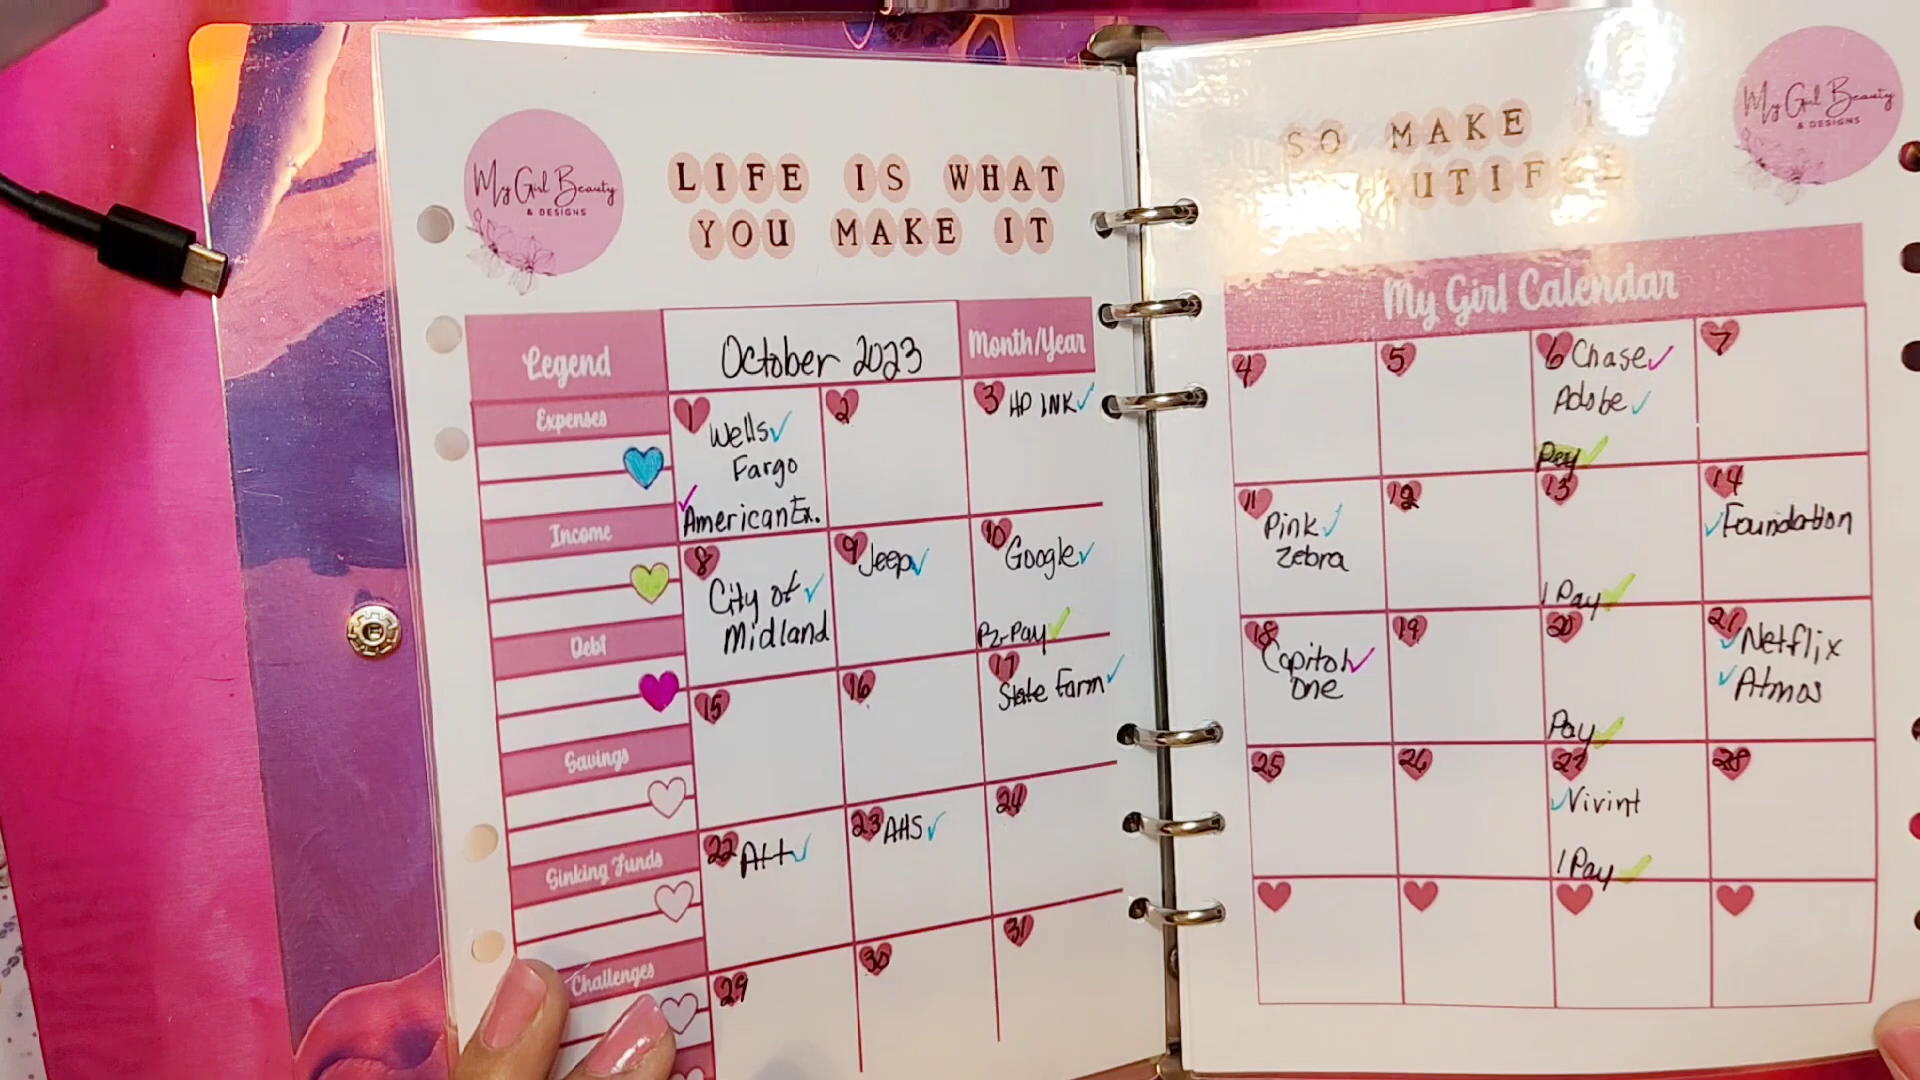 My Girl Beauty
& DESIGNS
LIFE IS WHAT
YOU MAKE IT
Legend
October 2023
Month/Year
Expenses
Income
Debt
Savings
Sinking Funds
Challenges
1
Wells
Fargo
American Ex.
2
3 HP INK
8
City of
Midland
9 Jeep
10
Google
B-Pay
15
16
17
State Farm
22 Att
23 AHS
24
29
30
31
My Girl Beauty
& DESIGNS
SO MAKE
My Girl Calendar
4
5
6 Chase
Adobe
Pay
7
11
Pink
Zebra
12
13
1 Pay
14
Foundation
18
Capitol
One
19
20
Pay
21 Netflix
Atmos
25
26
27
Vivint
1 Pay
28